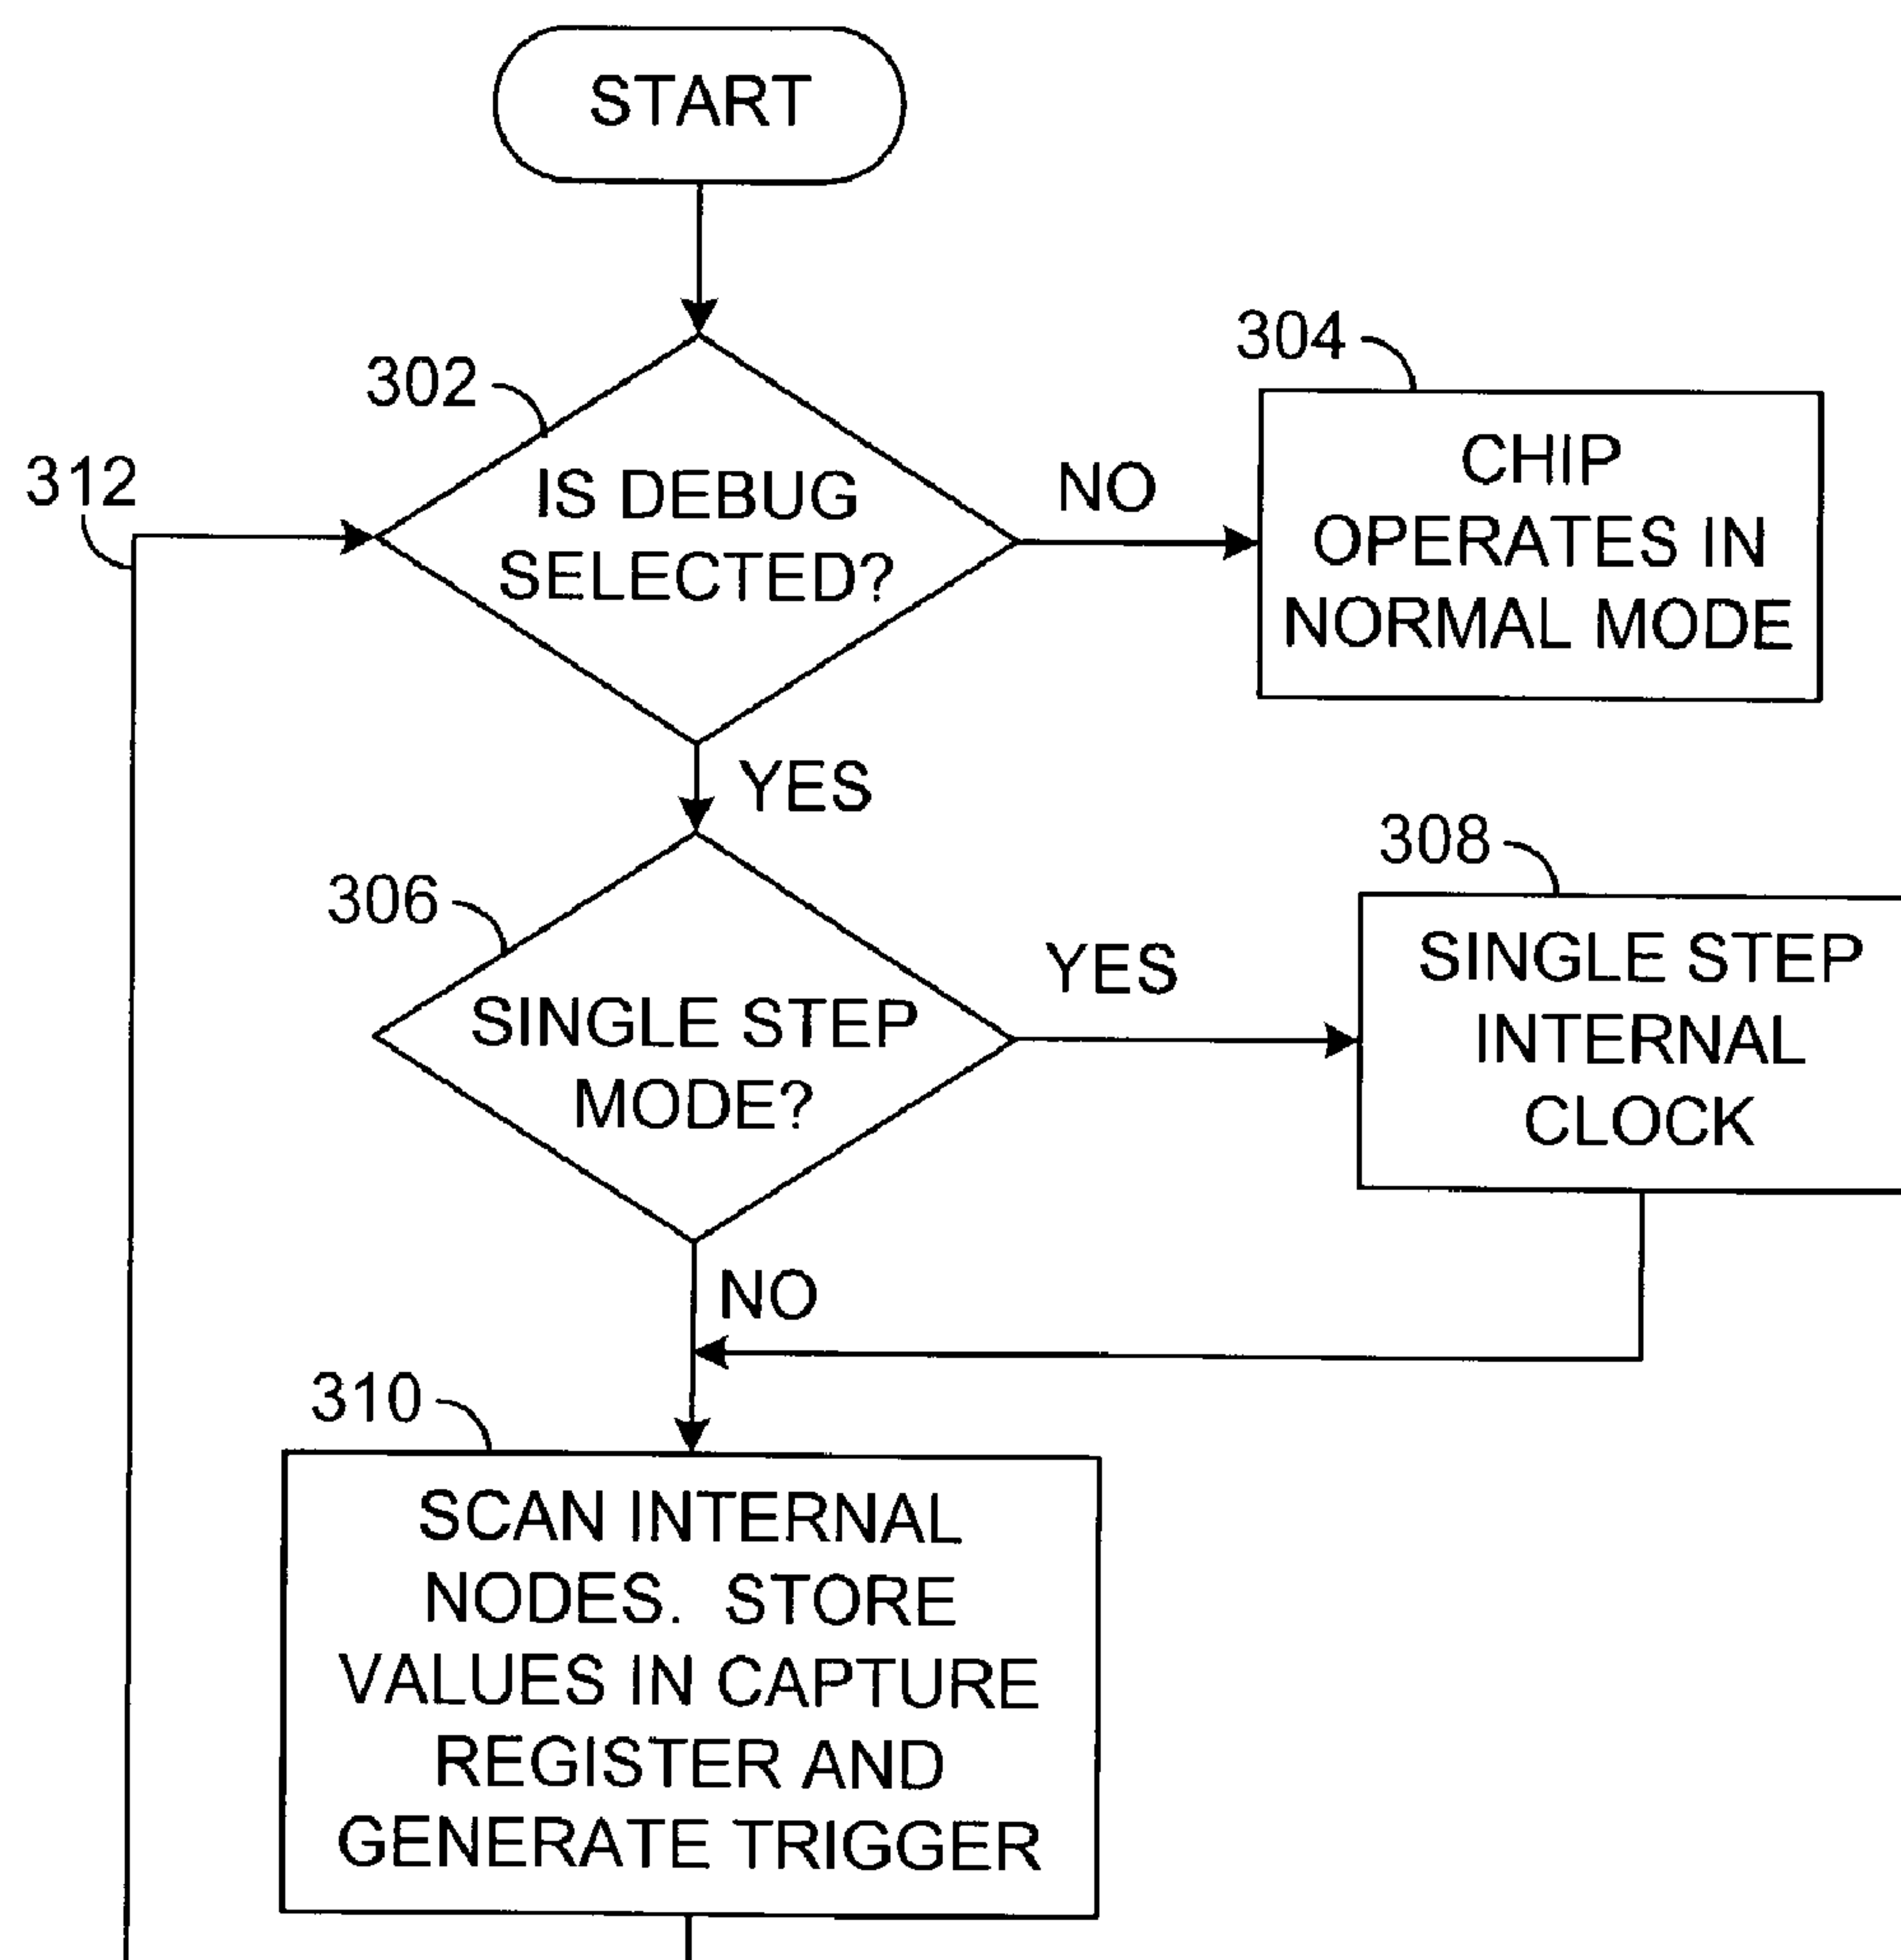 START
302
304
312
IS DEBUG
SELECTED?
NO
CHIP
OPERATES IN
NORMAL MODE
YES
306
308
SINGLE STEP
MODE?
YES
SINGLE STEP
INTERNAL
CLOCK
NO
310
SCAN INTERNAL
NODES. STORE
VALUES IN CAPTURE
REGISTER AND
GENERATE TRIGGER